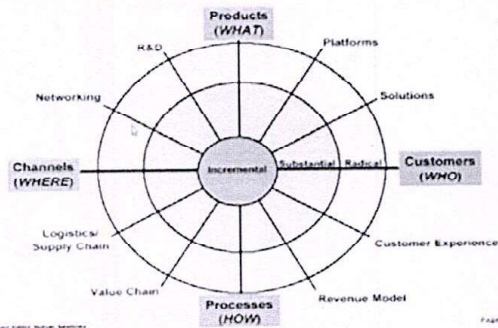 Products
(WHAT)
R&D
Platforms
Networking
Solutions
Channels
(WHERE)
Incremental
Substantial
Radical
Customers
(WHO)
Logistics/
Supply Chain
Customer Experience
Value Chain
Revenue Model
Processes
(HOW)